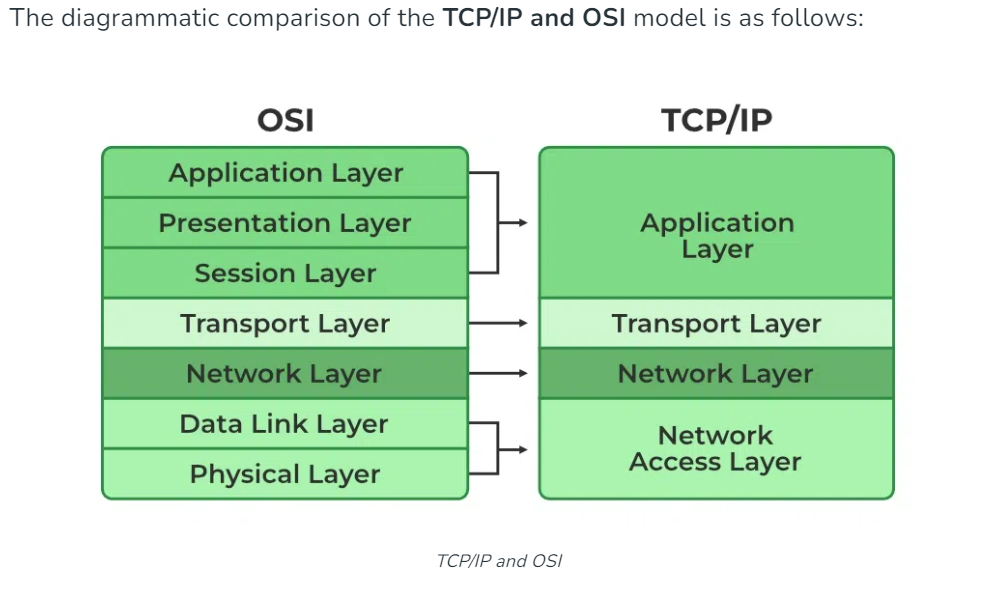 The diagrammatic comparison of the TCP/IP and OSI model is as follows:
OSI
Application Layer
Presentation Layer
Session Layer
Transport Layer
Network Layer
Data Link Layer
Physical Layer
TCP/IP
Application
Layer
Transport Layer
Network Layer
Network
Access Layer
TCP/IP and OSI